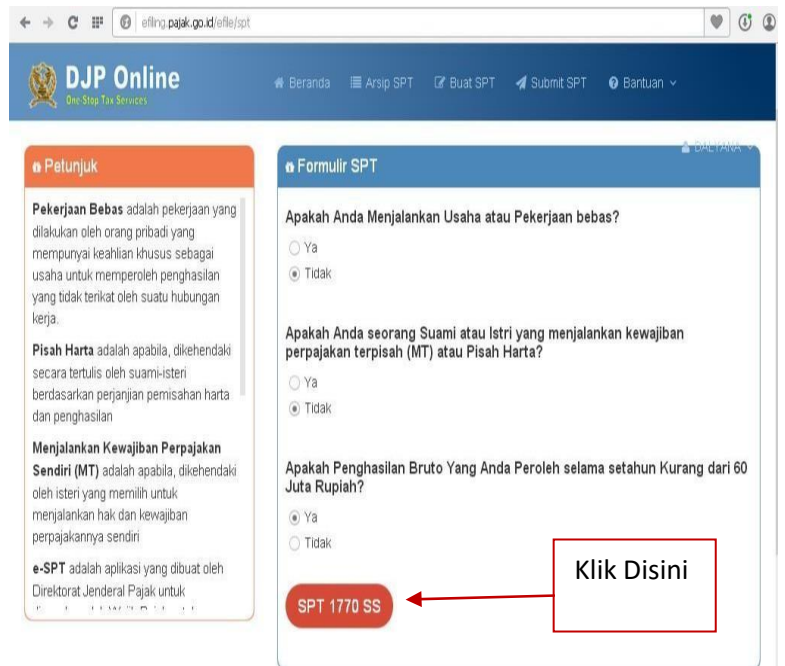 efiling.pajak.go.id/efile/spt
DJP Online
One-Stop Tax Services
Beranda
Arsip SPT
Buat SPT
Submit SPT
Bantuan
DALYANA
Petunjuk
Pekerjaan Bebas adalah pekerjaan yang
dilakukan oleh orang pribadi yang
mempunyai keahlian khusus sebagai
usaha untuk memperoleh penghasilan
yang tidak terikat oleh suatu hubungan
kerja.
Pisah Harta adalah apabila, dikehendaki
secara tertulis oleh suami-isteri
berdasarkan perjanjian pemisahan harta
dan penghasilan
Menjalankan Kewajiban Perpajakan
Sendiri (MT) adalah apabila, dikehendaki
oleh isteri yang memilih untuk
menjalankan hak dan kewajiban
perpajakannya sendiri
e-SPT adalah aplikasi yang dibuat oleh
Direktorat Jenderal Pajak untuk
Formulir SPT
Apakah Anda Menjalankan Usaha atau Pekerjaan bebas?
Ya
Tidak
Apakah Anda seorang Suami atau Istri yang menjalankan kewajiban
perpajakan terpisah (MT) atau Pisah Harta?
Ya
Tidak
Apakah Penghasilan Bruto Yang Anda Peroleh selama setahun Kurang dari 60
Juta Rupiah?
Ya
Tidak
SPT 1770 SS
Klik Disini